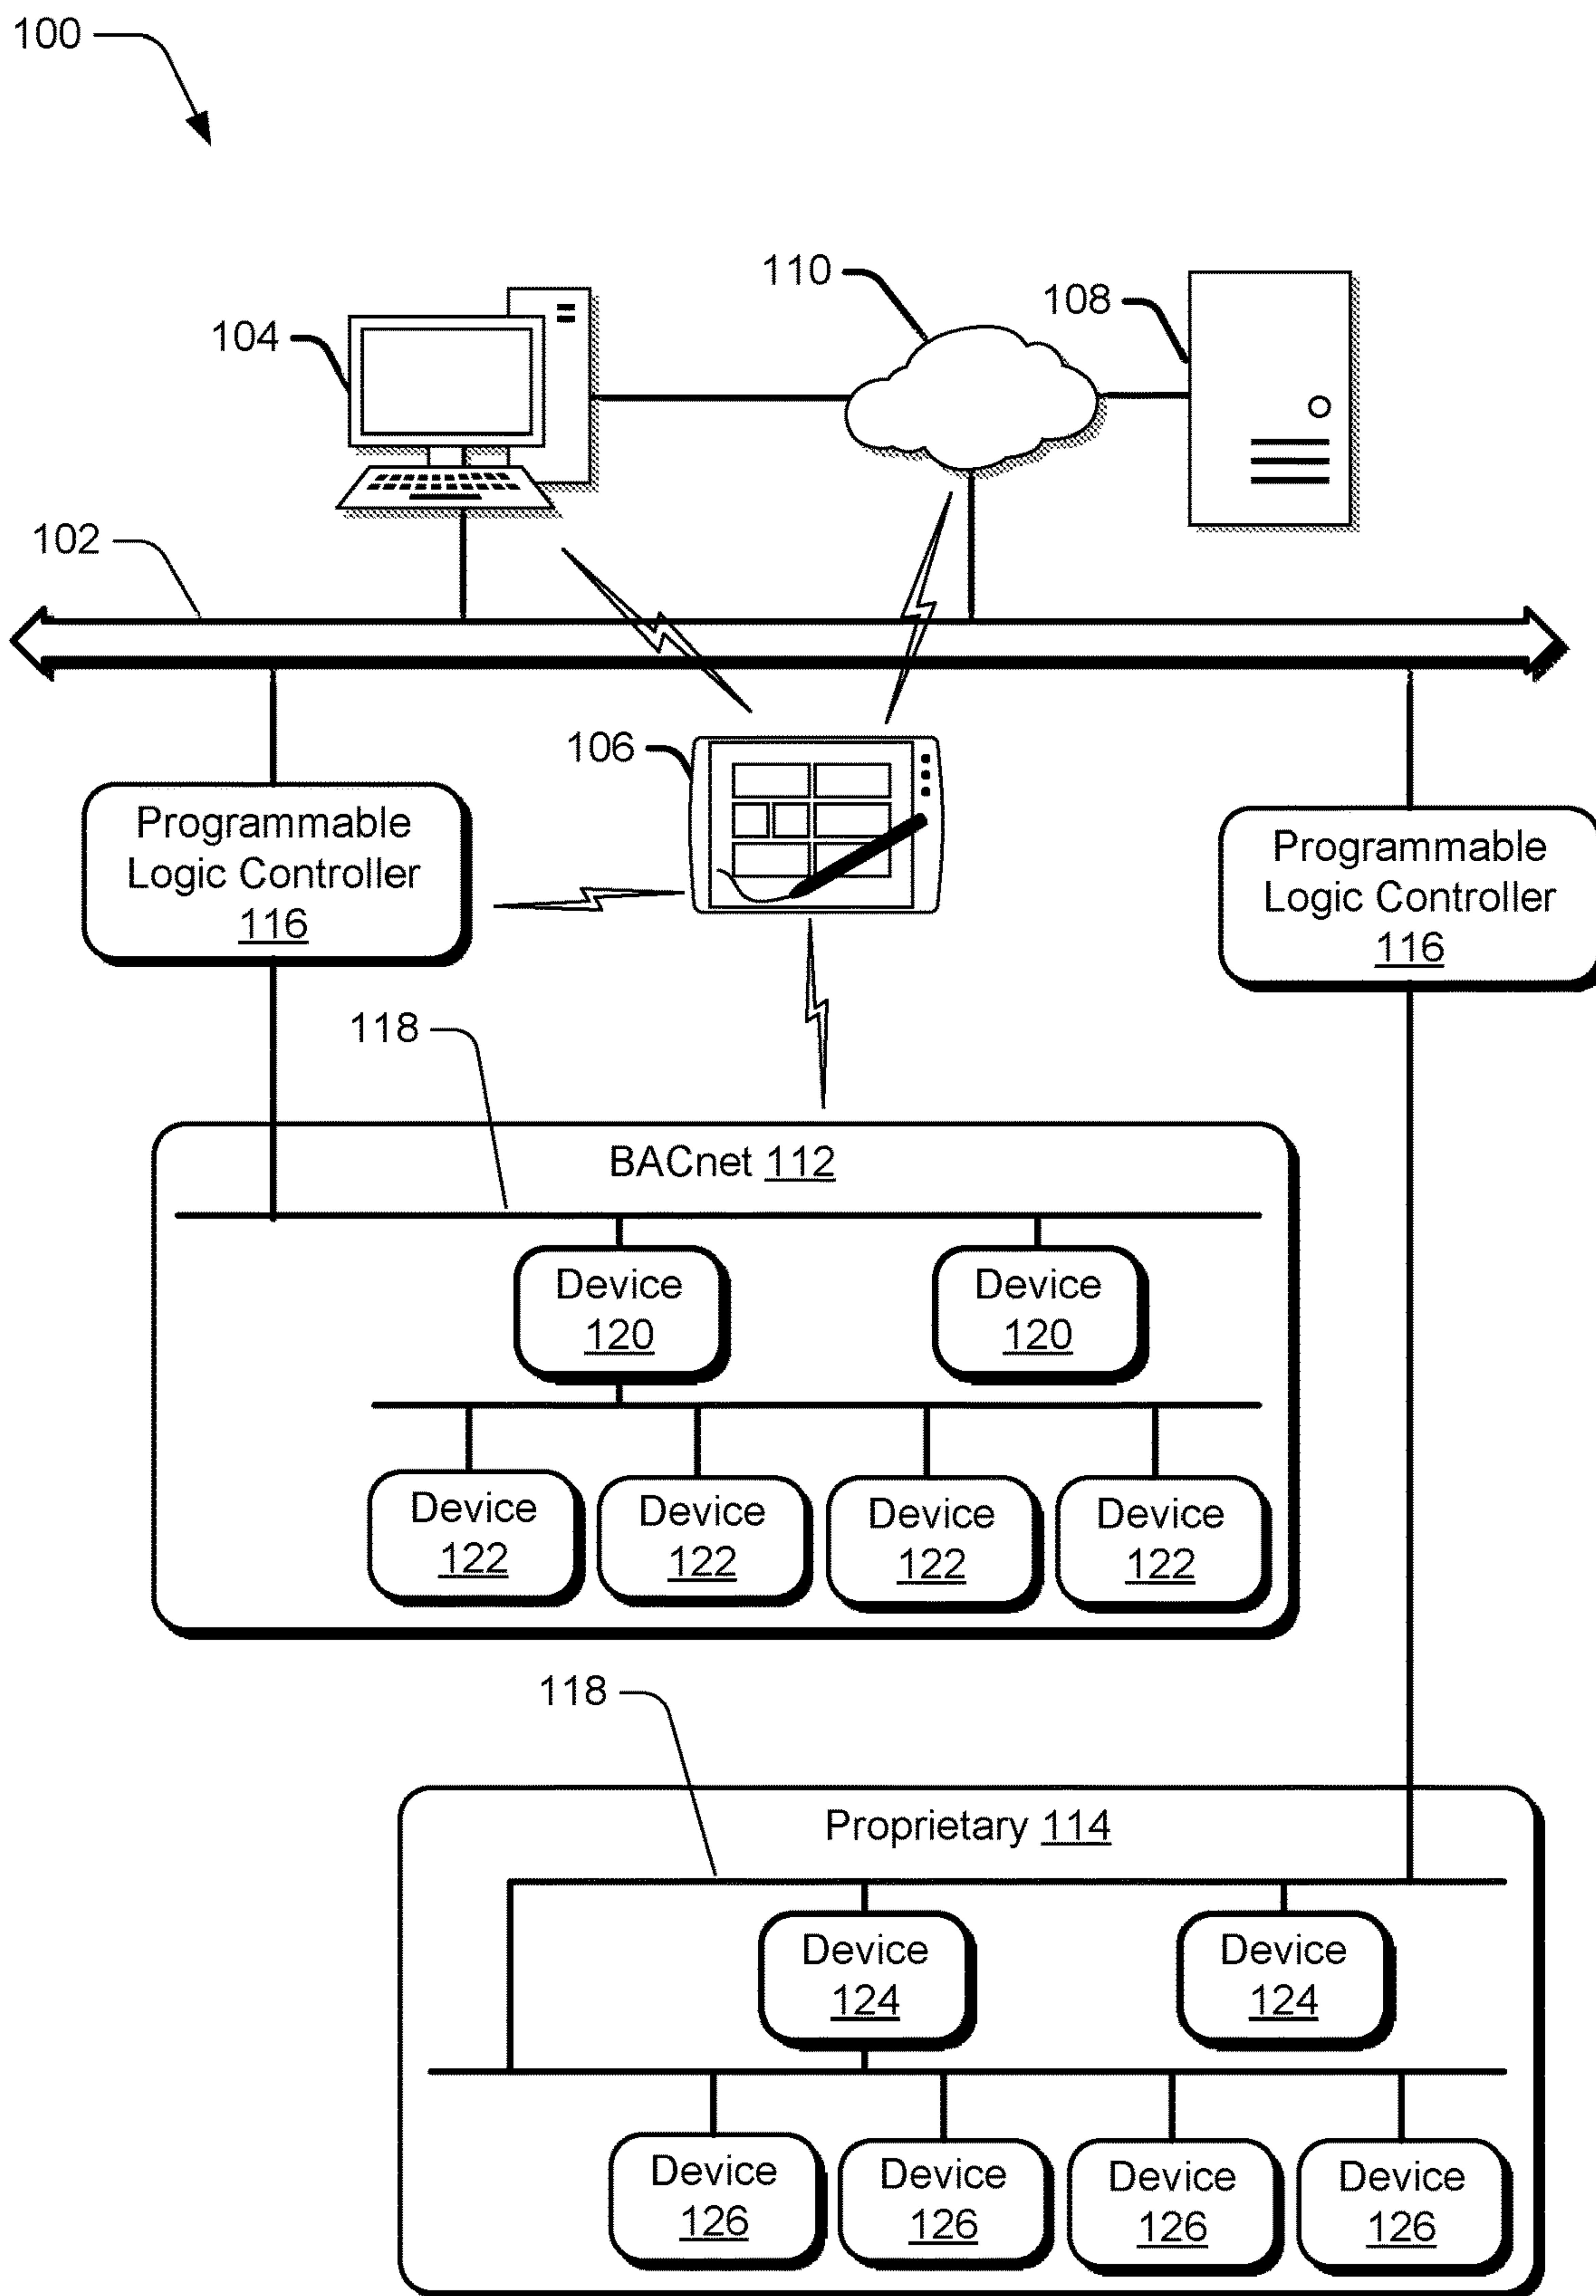 100
110
108
104
102
106
Programmable
Logic Controller
116
Programmable
Logic Controller
116
118
BACnet 112
Device
120
Device
120
Device
122
Device
122
Device
122
Device
122
118
Proprietary 114
Device
124
Device
124
Device
126
Device
126
Device
126
Device
126